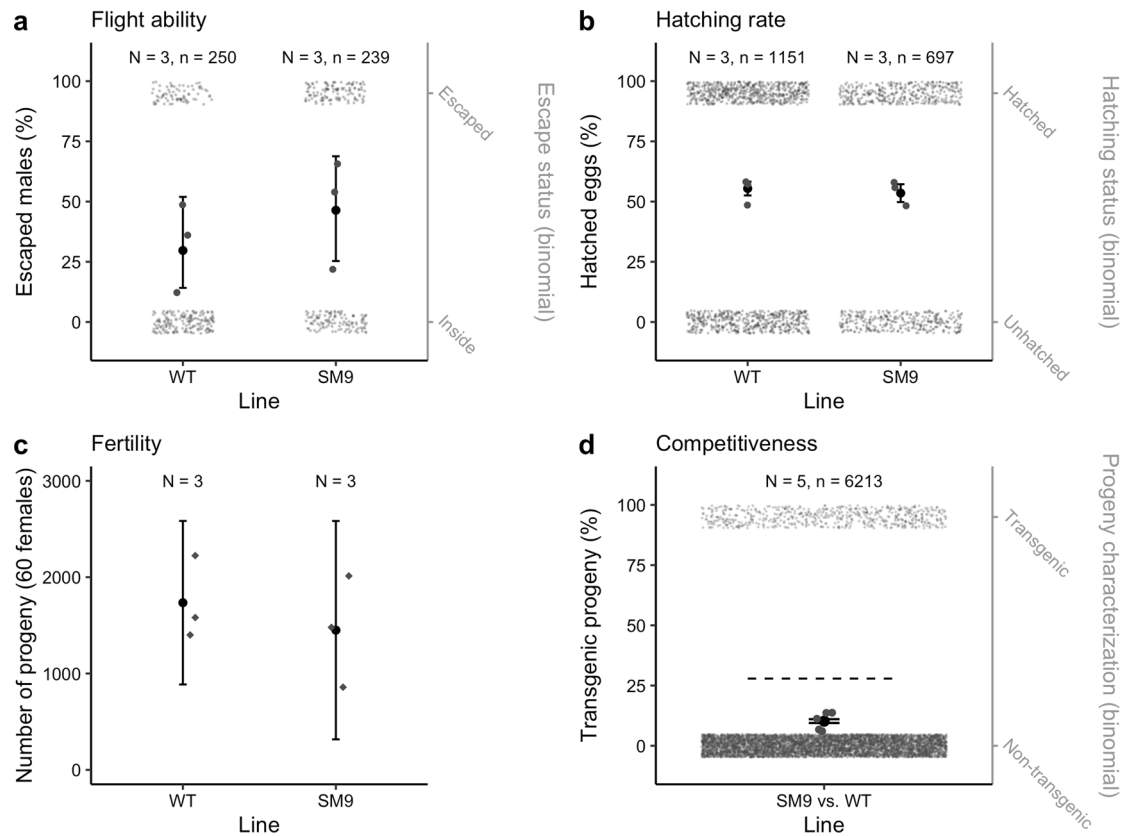 a Flight ability
N = 3, n = 250 N = 3, n = 239
100
75
50
25
0
Escaped males (%)
Escaped
Inside
Escape status (binomial)
WT SM9
Line
b Hatching rate
N = 3, n = 1151 N = 3, n = 697
100
75
50
25
0
Hatched eggs (%)
Hatched
Unhatched
Hatching status (binomial)
WT SM9
Line
c Fertility
N = 3 N = 3
3000
2000
1000
0
Number of progeny (60 females)
WT SM9
Line
d Competitiveness
N = 5, n = 6213
100
75
50
25
0
Transgenic progeny (%)
Transgenic
Non-transgenic
Progeny characterization (binomial)
SM9 vs. WT
Line